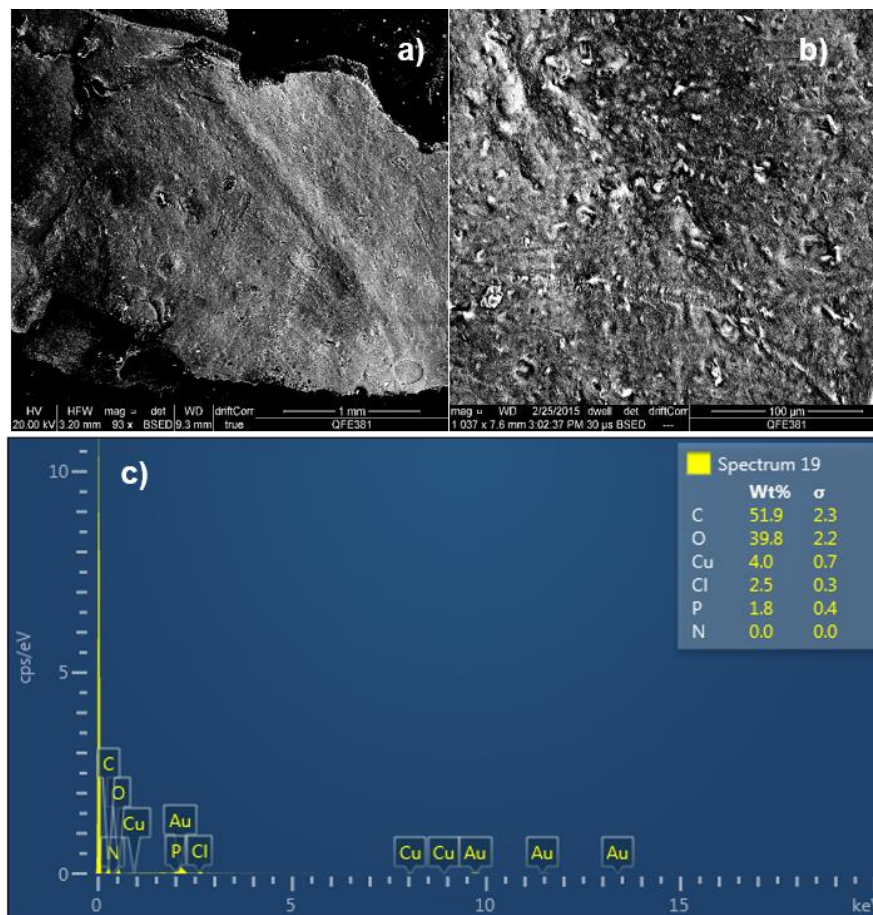 a)
HV HFW mag □ det WD driftCorr 1 mm
20.00 kV 3.20 mm 93 x BSED 9.3 mm true QFE381
b)
mag □ WD 2/25/2015 dwell det driftCorr 100 µm
1 037 x 7.6 mm 3:02:37 PM 30 µs BSED --- QFE381
c)
Spectrum 19
Wt% σ
C 51.9 2.3
O 39.8 2.2
Cu 4.0 0.7
Cl 2.5 0.3
P 1.8 0.4
N 0.0 0.0
10
cps/eV
5
C
O
Cu Au
N P Cl Cu Cu Au Au Au
0
0 5 10 15 keV